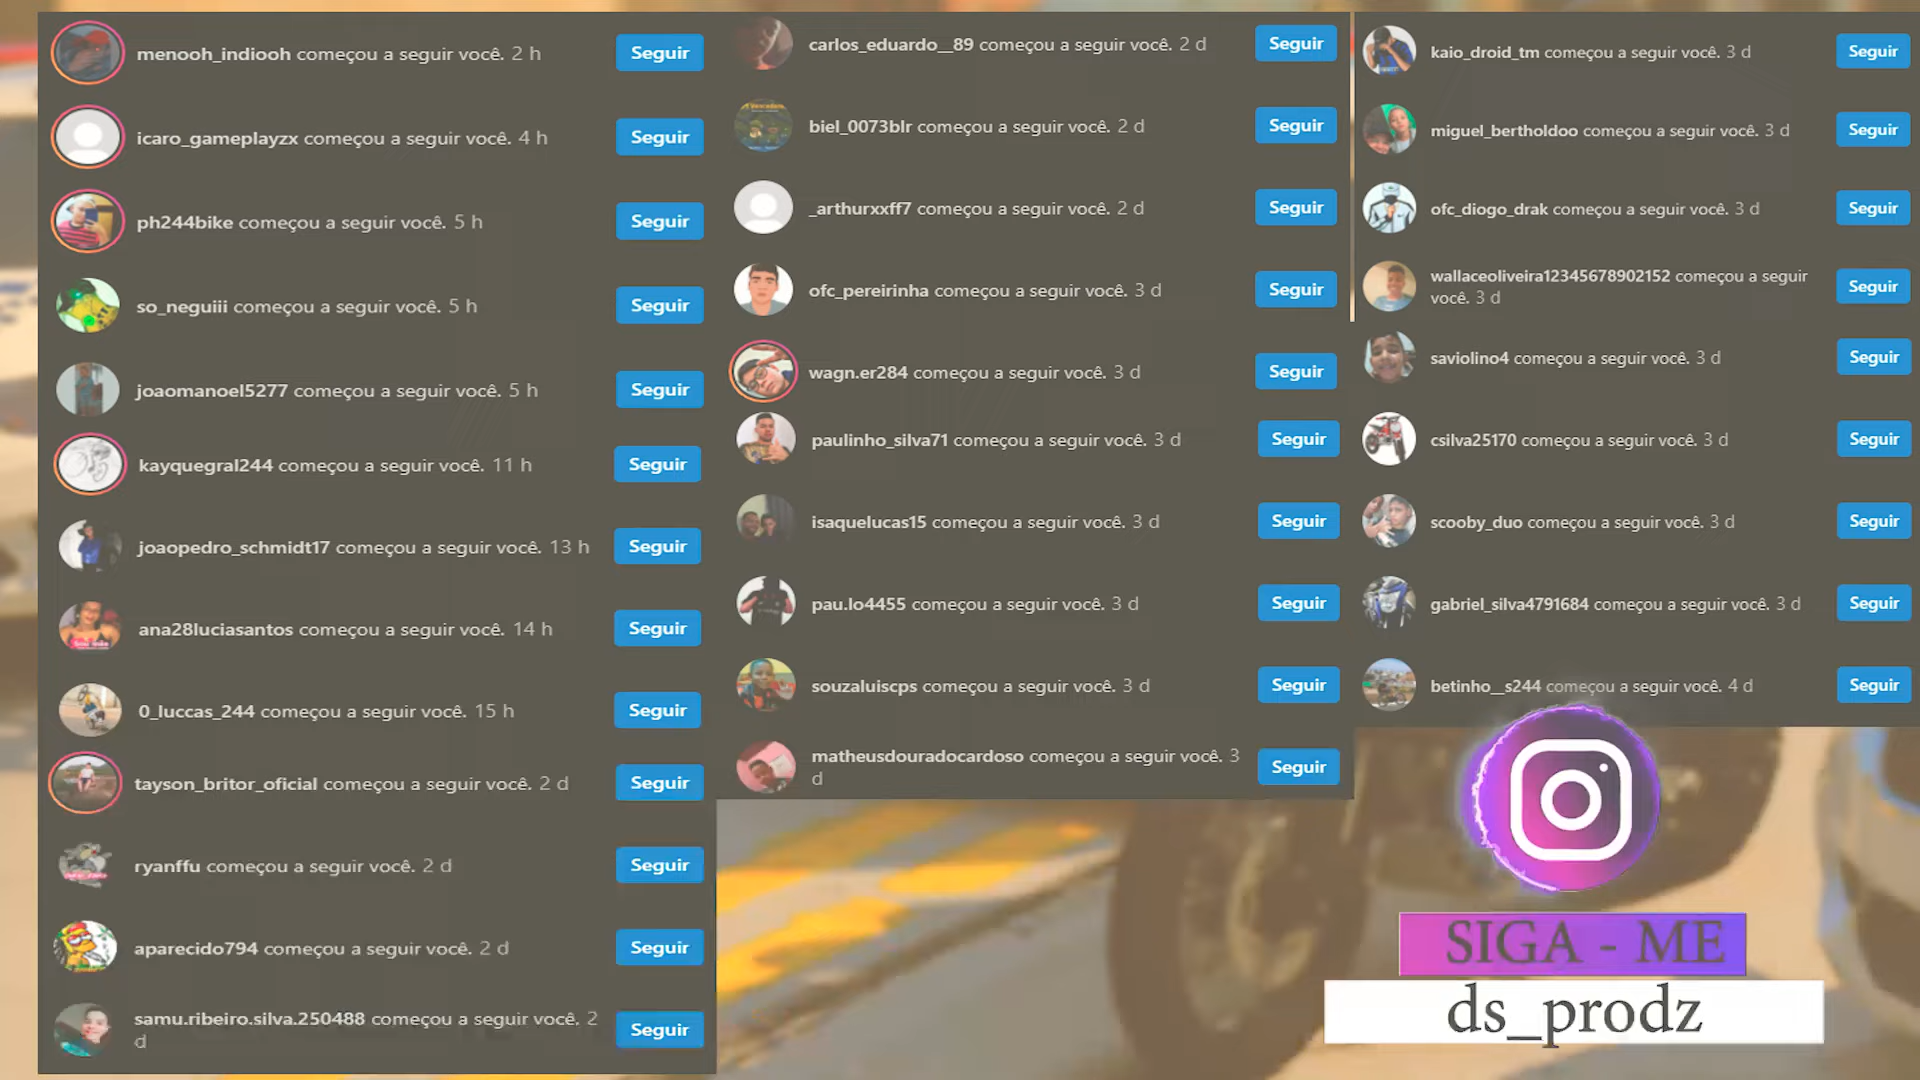 menooh_indiooh começou a seguir você. 2 h
Seguir
icaro_gameplayzx começou a seguir você. 4 h
Seguir
ph244bike começou a seguir você. 5 h
Seguir
so_neguiii começou a seguir você. 5 h
Seguir
joaomanoel5277 começou a seguir você. 5 h
Seguir
kayquegral244 começou a seguir você. 11 h
Seguir
joaopedro_schmidt17 começou a seguir você. 13 h
Seguir
ana28luciasantos começou a seguir você. 14 h
Seguir
0_luccas_244 começou a seguir você. 15 h
Seguir
tayson_britor_oficial começou a seguir você. 2 d
Seguir
ryanffu começou a seguir você. 2 d
Seguir
aparecido794 começou a seguir você. 2 d
Seguir
samu.ribeiro.silva.250488 começou a seguir você. 2
d
Seguir
carlos_eduardo__89 começou a seguir você. 2 d
Seguir
biel_0073blr começou a seguir você. 2 d
Seguir
_arthurxxff7 começou a seguir você. 2 d
Seguir
ofc_pereirinha começou a seguir você. 3 d
Seguir
wagn.er284 começou a seguir você. 3 d
Seguir
paulinho_silva71 começou a seguir você. 3 d
Seguir
isaquelucas15 começou a seguir você. 3 d
Seguir
pau.lo4455 começou a seguir você. 3 d
Seguir
souzaluiscps começou a seguir você. 3 d
Seguir
matheusdouradocardoso começou a seguir você. 3
d
Seguir
kaio_droid_tm começou a seguir você. 3 d
Seguir
miguel_bertholdoo começou a seguir você. 3 d
Seguir
ofc_diogo_drak começou a seguir você. 3 d
Seguir
wallaceoliveira12345678902152 começou a seguir
você. 3 d
Seguir
saviolino4 começou a seguir você. 3 d
Seguir
csilva25170 começou a seguir você. 3 d
Seguir
scooby_duo começou a seguir você. 3 d
Seguir
gabriel_silva4791684 começou a seguir você. 3 d
Seguir
betinho__s244 começou a seguir você. 4 d
Seguir
SIGA - ME
ds_prodz